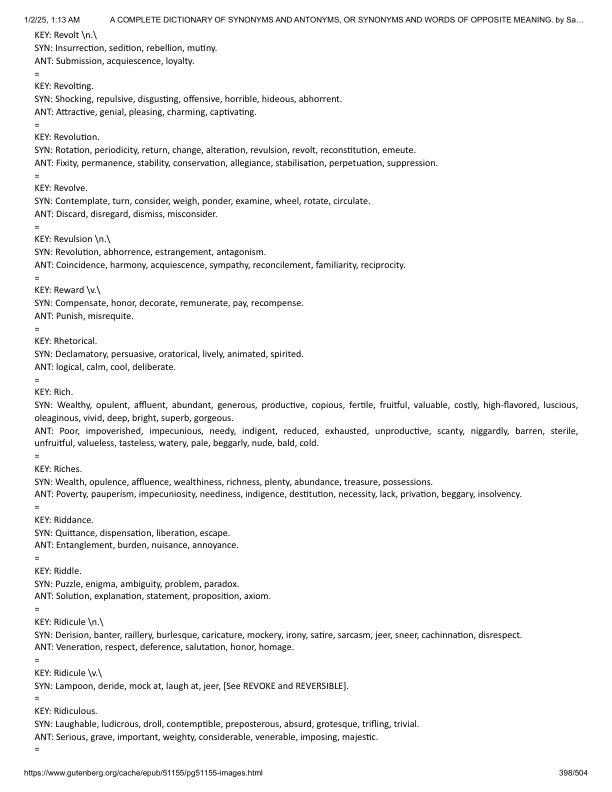 1/2/25, 1:13 AM A COMPLETE DICTIONARY OF SYNONYMS AND ANTONYMS, OR SYNONYMS AND WORDS OF OPPOSITE MEANING. by Sa…
KEY: Revolt \n.\
SYN: Insurrection, sedition, rebellion, mutiny.
ANT: Submission, acquiescence, loyalty.
=
KEY: Revolting.
SYN: Shocking, repulsive, disgusting, offensive, horrible, hideous, abhorrent.
ANT: Attractive, genial, pleasing, charming, captivating.
=
KEY: Revolution.
SYN: Rotation, periodicity, return, change, alteration, revulsion, revolt, reconstitution, emeute.
ANT: Fixity, permanence, stability, conservation, allegiance, stabilisation, perpetuation, suppression.
=
KEY: Revolve.
SYN: Contemplate, turn, consider, weigh, ponder, examine, wheel, rotate, circulate.
ANT: Discard, disregard, dismiss, misconsider.
=
KEY: Revulsion \n.\
SYN: Revolution, abhorrence, estrangement, antagonism.
ANT: Coincidence, harmony, acquiescence, sympathy, reconcilement, familiarity, reciprocity.
=
KEY: Reward \v.\
SYN: Compensate, honor, decorate, remunerate, pay, recompense.
ANT: Punish, misrequite.
=
KEY: Rhetorical.
SYN: Declamatory, persuasive, oratorical, lively, animated, spirited.
ANT: logical, calm, cool, deliberate.
=
KEY: Rich.
SYN: Wealthy, opulent, affluent, abundant, generous, productive, copious, fertile, fruitful, valuable, costly, high-flavored, luscious,
oleaginous, vivid, deep, bright, superb, gorgeous.
ANT: Poor, impoverished, impecunious, needy, indigent, reduced, exhausted, unproductive, scanty, niggardly, barren, sterile,
unfruitful, valueless, tasteless, watery, pale, beggarly, nude, bald, cold.
=
KEY: Riches.
SYN: Wealth, opulence, affluence, wealthiness, richness, plenty, abundance, treasure, possessions.
ANT: Poverty, pauperism, impecuniosity, neediness, indigence, destitution, necessity, lack, privation, beggary, insolvency.
=
KEY: Riddance.
SYN: Quittance, dispensation, liberation, escape.
ANT: Entanglement, burden, nuisance, annoyance.
=
KEY: Riddle.
SYN: Puzzle, enigma, ambiguity, problem, paradox.
ANT: Solution, explanation, statement, proposition, axiom.
=
KEY: Ridicule \n.\
SYN: Derision, banter, raillery, burlesque, caricature, mockery, irony, satire, sarcasm, jeer, sneer, cachinnation, disrespect.
ANT: Veneration, respect, deference, salutation, honor, homage.
=
KEY: Ridicule \v.\
SYN: Lampoon, deride, mock at, laugh at, jeer, [See REVOKE and REVERSIBLE].
=
KEY: Ridiculous.
SYN: Laughable, ludicrous, droll, contemptible, preposterous, absurd, grotesque, trifling, trivial.
ANT: Serious, grave, important, weighty, considerable, venerable, imposing, majestic.
=
https://www.gutenberg.org/cache/epub/51155/pg51155-images.html 398/504